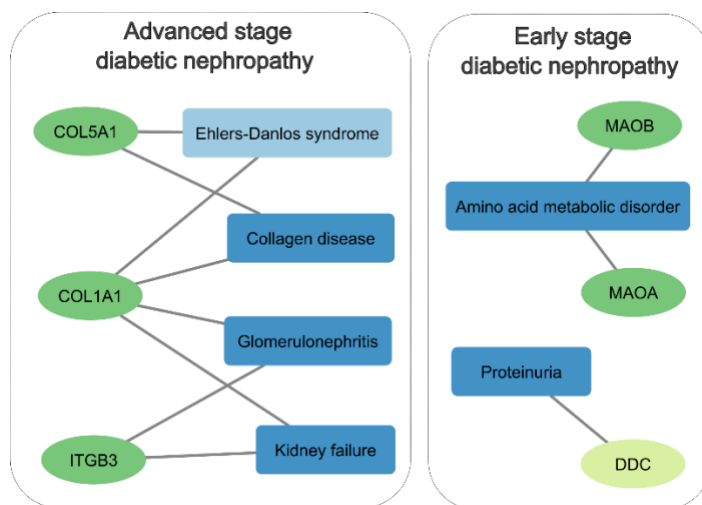 Advanced stage
diabetic nephropathy
COL5A1
Ehlers-Danlos syndrome
Collagen disease
COL1A1
Glomerulonephritis
ITGB3
Kidney failure
Early stage
diabetic nephropathy
MAOB
Amino acid metabolic disorder
MAOA
Proteinuria
DDC